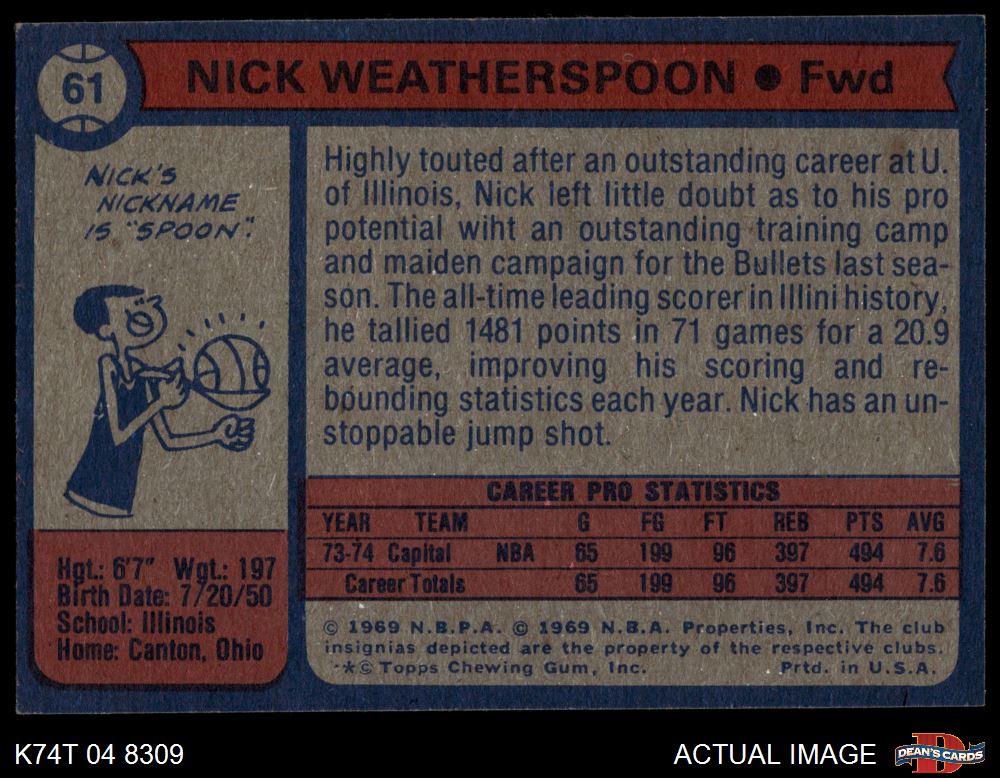 61
NICK WEATHERSPOON ● Fwd
NICK'S
NICKNAME
IS "SPOON".
Highly touted after an outstanding career at U.
of Illinois, Nick left little doubt as to his pro
potential wiht an outstanding training camp
and maiden campaign for the Bullets last sea-
son. The all-time leading scorer in Illini history,
he tallied 1481 points in 71 games for a 20.9
average, improving his scoring and re-
bounding statistics each year. Nick has an un-
stoppable jump shot.
Hgt.: 6'7" Wgt.: 197
Birth Date: 7/20/50
School: Illinois
Home: Canton, Ohio
CAREER PRO STATISTICS
YEAR TEAM G FG FT REB PTS AVG
73-74 Capital NBA 65 199 96 397 494 7.6
Career Totals 65 199 96 397 494 7.6
© 1969 N.B.P.A. © 1969 N.B.A. Properties, Inc. The club
insignias depicted are the property of the respective clubs.
*© Topps Chewing Gum, Inc. Prtd. in U.S.A.
K74T 04 8309
ACTUAL IMAGE
D
DEAN'S CARDS